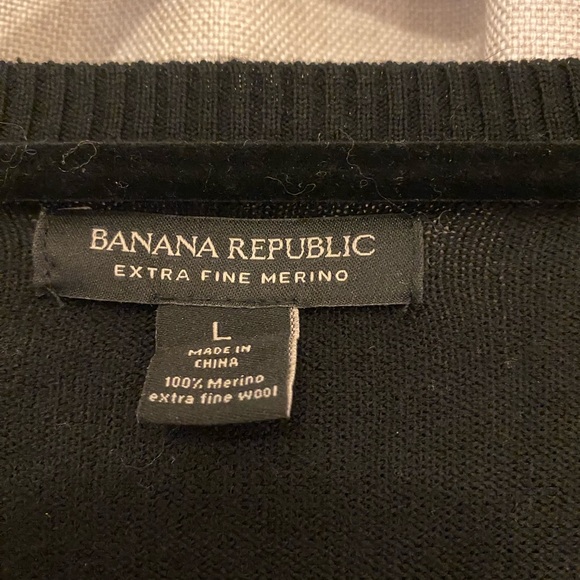 BANANA REPUBLIC
EXTRA FINE MERINO
L
MADE IN
CHINA
100% Merino
extra fine wool